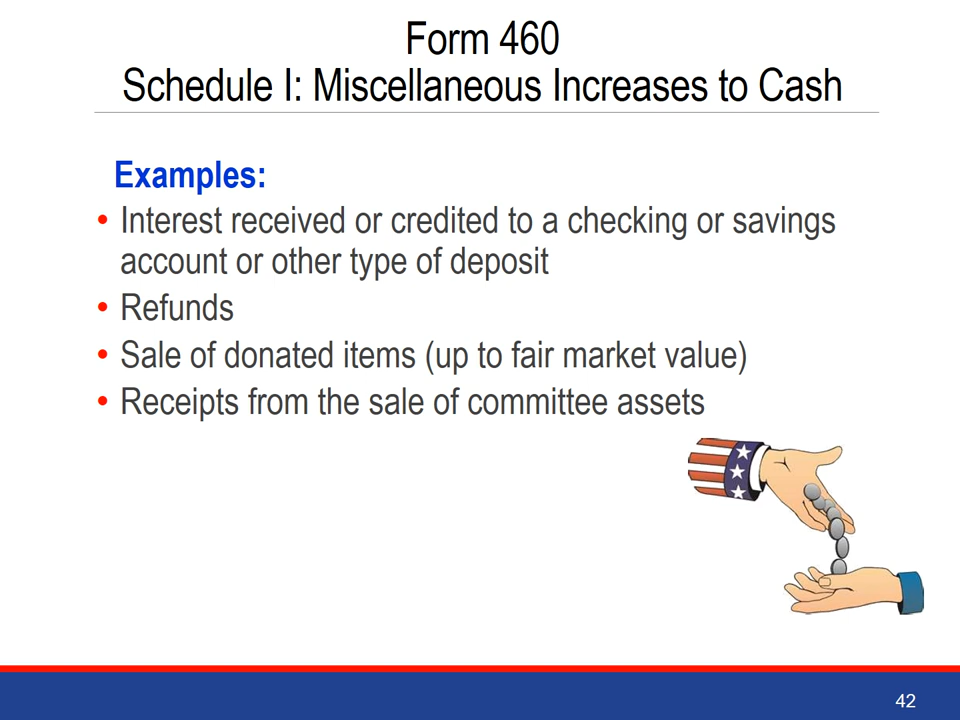 Form 460
Schedule I: Miscellaneous Increases to Cash
Examples:
• Interest received or credited to a checking or savings
account or other type of deposit
• Refunds
• Sale of donated items (up to fair market value)
• Receipts from the sale of committee assets
42